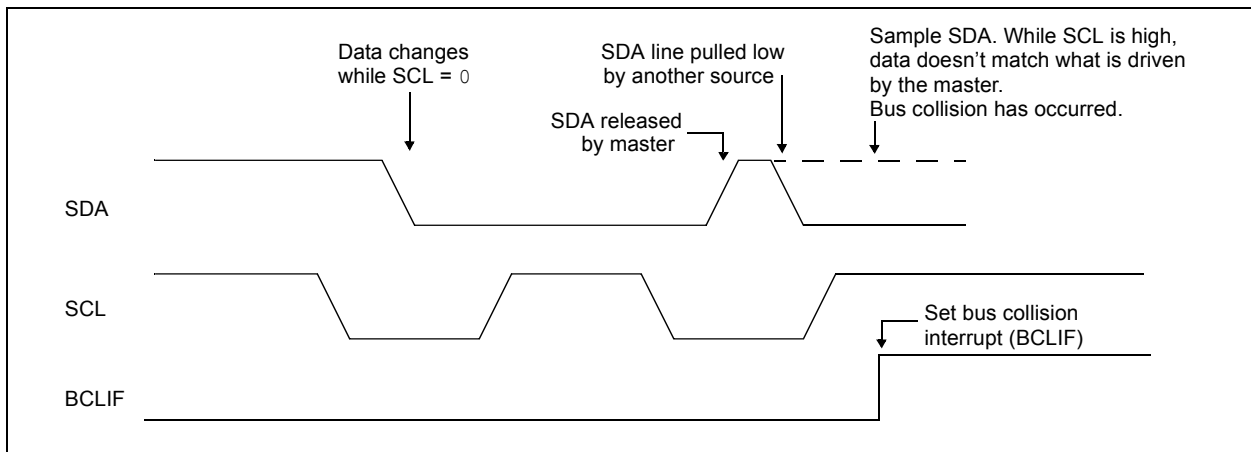 Data changes
while SCL = 0
SDA line pulled low
by another source
Sample SDA. While SCL is high,
data doesn't match what is driven
by the master.
Bus collision has occurred.
SDA released
by master
SDA
SCL
Set bus collision
interrupt (BCLIF)
BCLIF